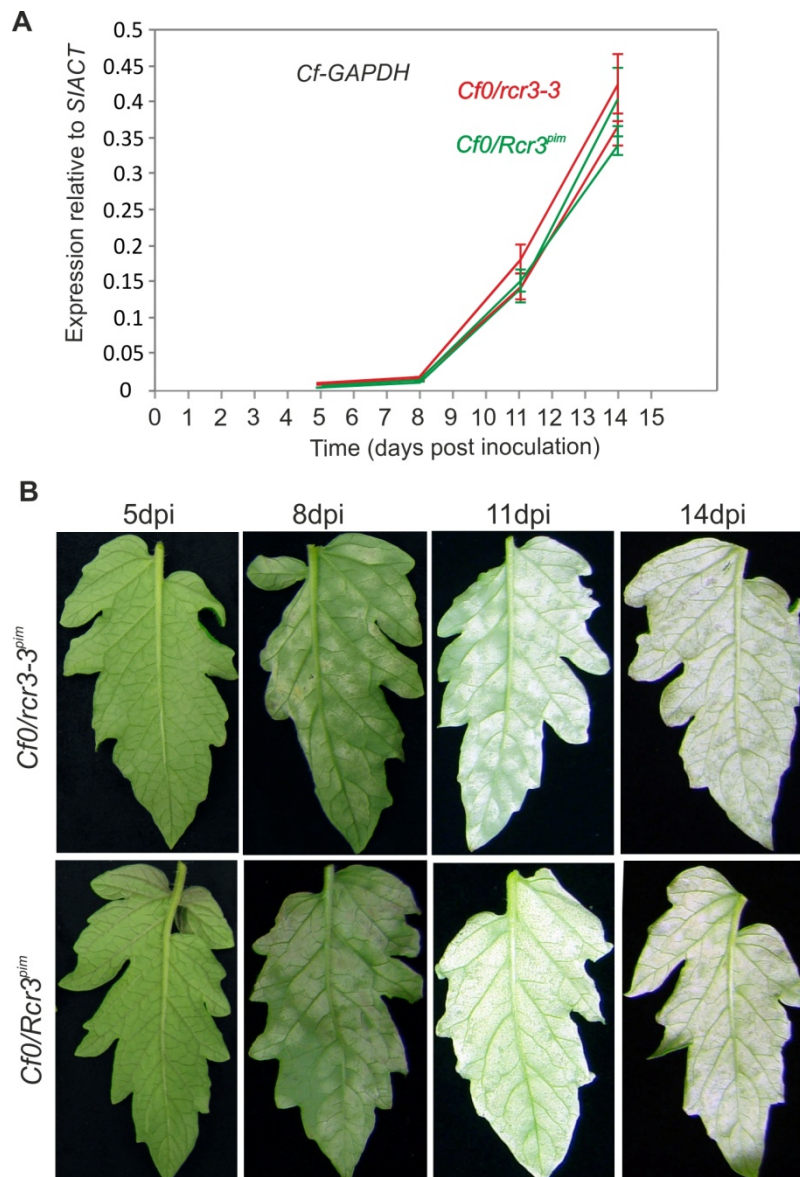 A
0.5
0.45
0.4
0.35
0.3
0.25
0.2
0.15
0.1
0.05
0
Expression relative to SlACT
Cf-GAPDH
Cf0/rcr3-3
Cf0/Rcr3pim
0 1 2 3 4 5 7 8 9 10 11 12 13 14 15
Time (days post inoculation)
B
5dpi 8dpi 11dpi 14dpi
Cf0/rcr3-3pim
Cf0/Rcr3pim